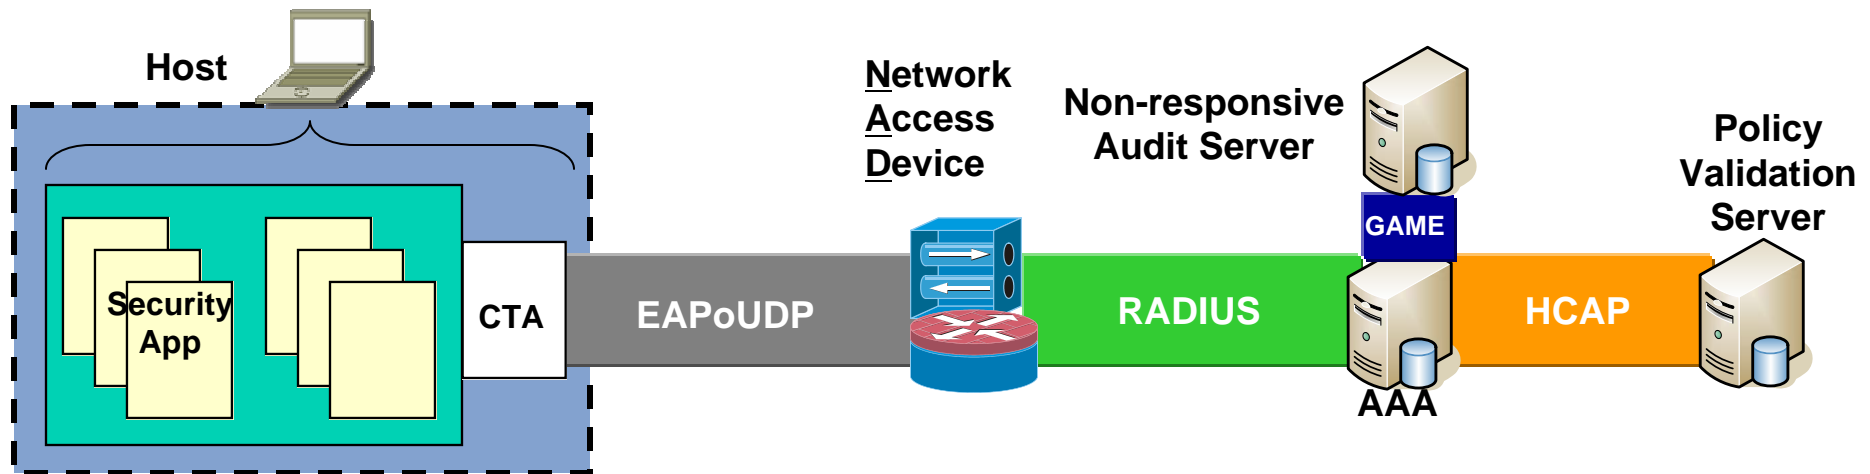 Host
Security
App
CTA
EAPoUDP
Network
Access
Device
RADIUS
Non-responsive
Audit Server
GAME
AAA
HCAP
Policy
Validation
Server